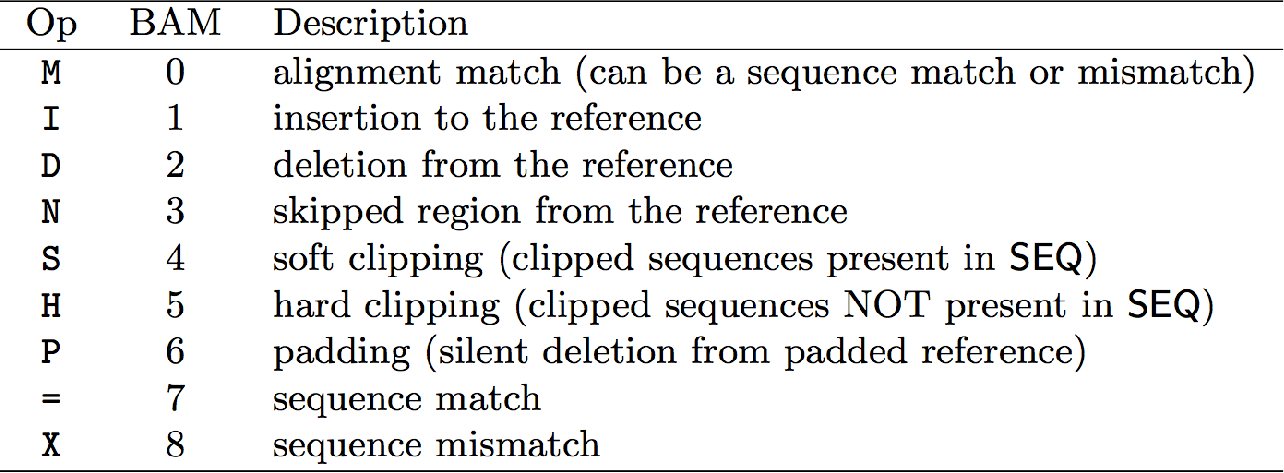 Op BAM Description
M 0 alignment match (can be a sequence match or mismatch)
I 1 insertion to the reference
D 2 deletion from the reference
N 3 skipped region from the reference
S 4 soft clipping (clipped sequences present in SEQ)
H 5 hard clipping (clipped sequences NOT present in SEQ)
P 6 padding (silent deletion from padded reference)
= 7 sequence match
X 8 sequence mismatch